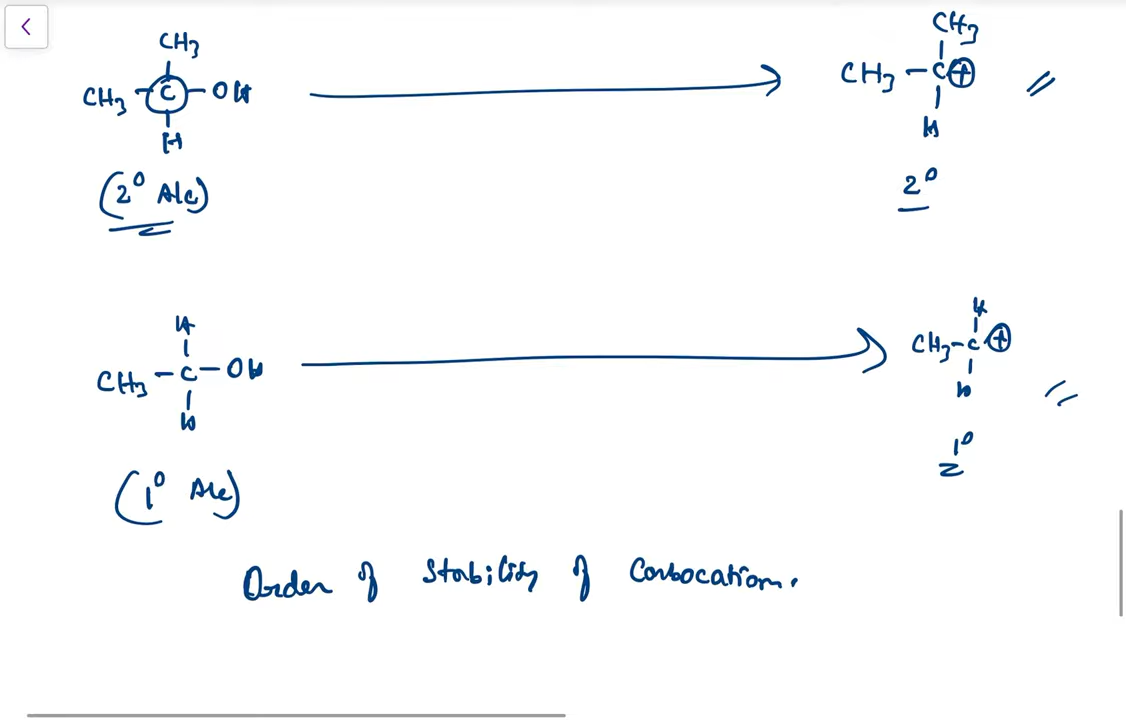 CH3
CH3 - C - OH
H
(2° Alc)
CH3
CH3 - C ⊕
H
2°
H
CH3 - C - OH
H
(1° Alc)
H
CH3 - C ⊕
H
1°
Order of Stability of Carbocation.